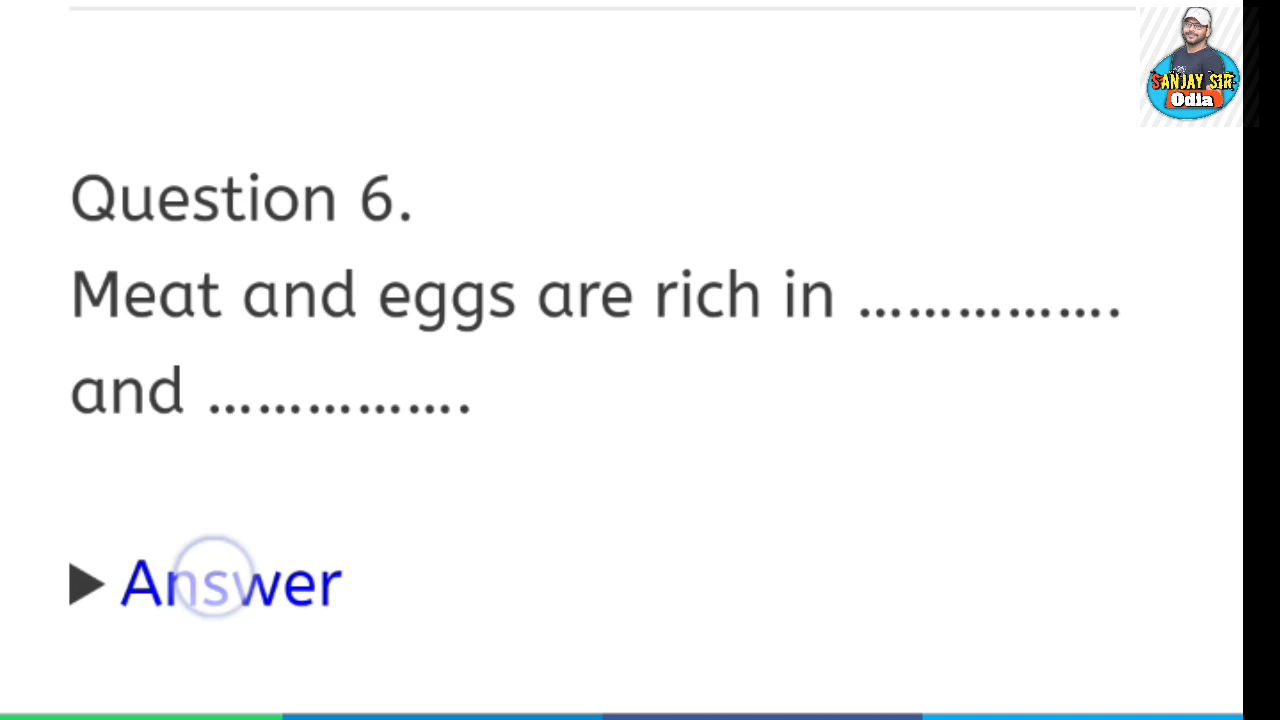 SANJAY SIR
Odia
Question 6.
Meat and eggs are rich in …………….
and …………….
▶ Answer